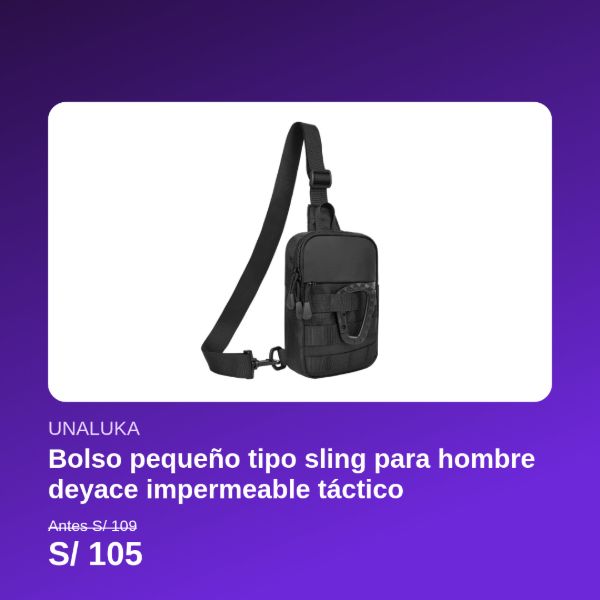 UNALUKA
Bolso pequeño tipo sling para hombre
deyace impermeable táctico
Antes S/ 109
S/ 105